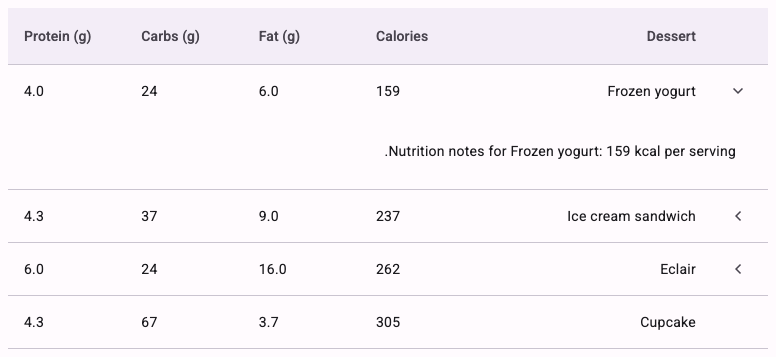 Protein (g) Carbs (g) Fat (g) Calories Dessert
4.0 24 6.0 159 Frozen yogurt
.Nutrition notes for Frozen yogurt: 159 kcal per serving
4.3 37 9.0 237 Ice cream sandwich
6.0 24 16.0 262 Eclair
4.3 67 3.7 305 Cupcake